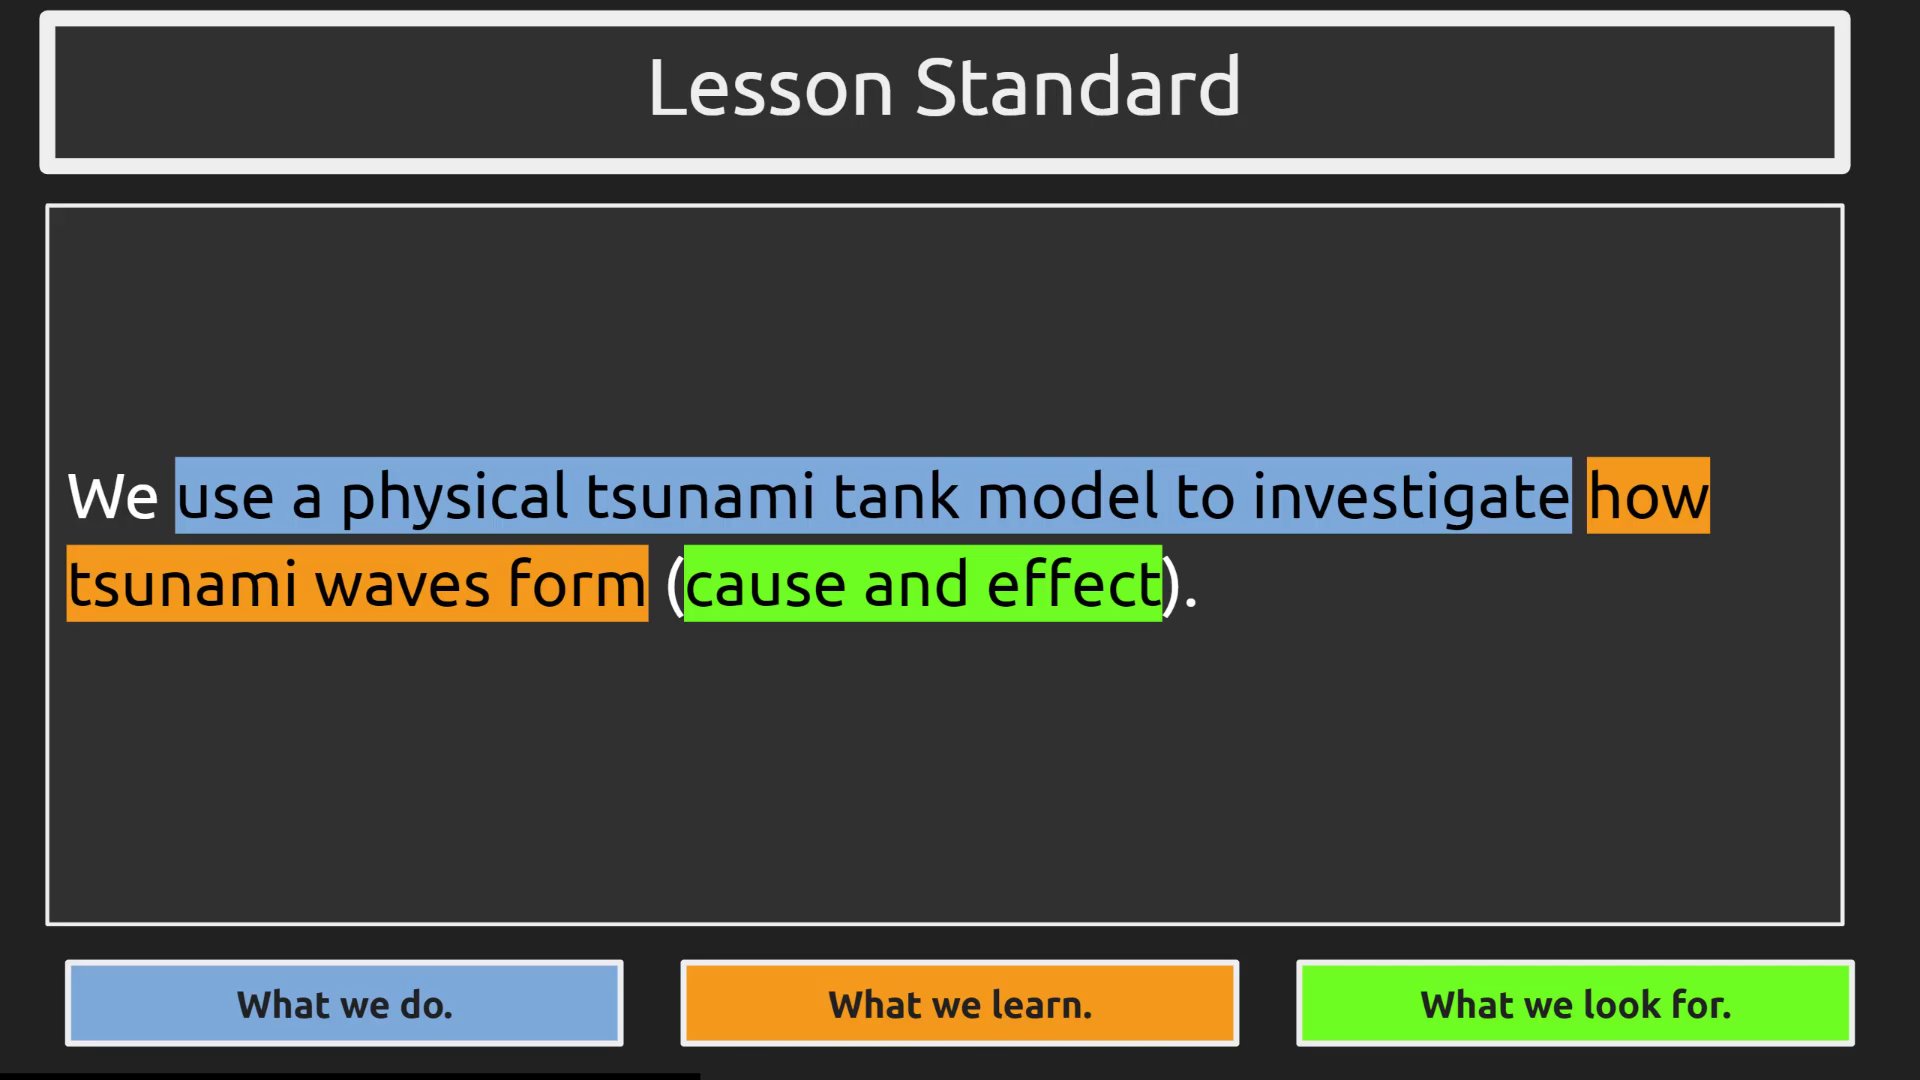 Lesson Standard
We use a physical tsunami tank model to investigate how
tsunami waves form (cause and effect).
What we do.
What we learn.
What we look for.